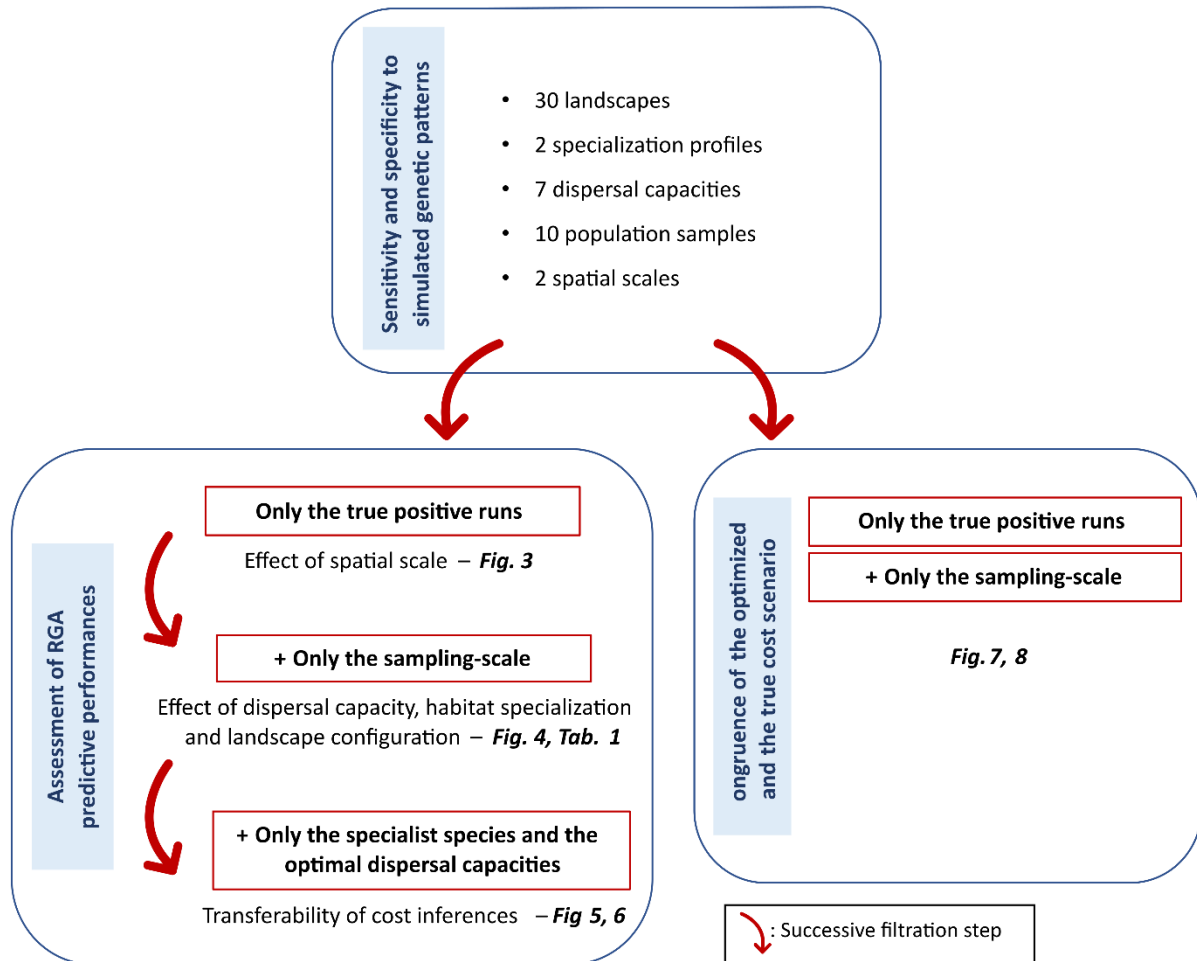 Sensitivity and specificity to
simulated genetic patterns
• 30 landscapes
• 2 specialization profiles
• 7 dispersal capacities
• 10 population samples
• 2 spatial scales
Assessment of RGA
predictive performances
Only the true positive runs
Effect of spatial scale – Fig. 3
+ Only the sampling-scale
Effect of dispersal capacity, habitat specialization
and landscape configuration – Fig. 4, Tab. 1
+ Only the specialist species and the
optimal dispersal capacities
Transferability of cost inferences – Fig 5, 6
ongruence of the optimized
and the true cost scenario
Only the true positive runs
+ Only the sampling-scale
Fig. 7, 8
: Successive filtration step